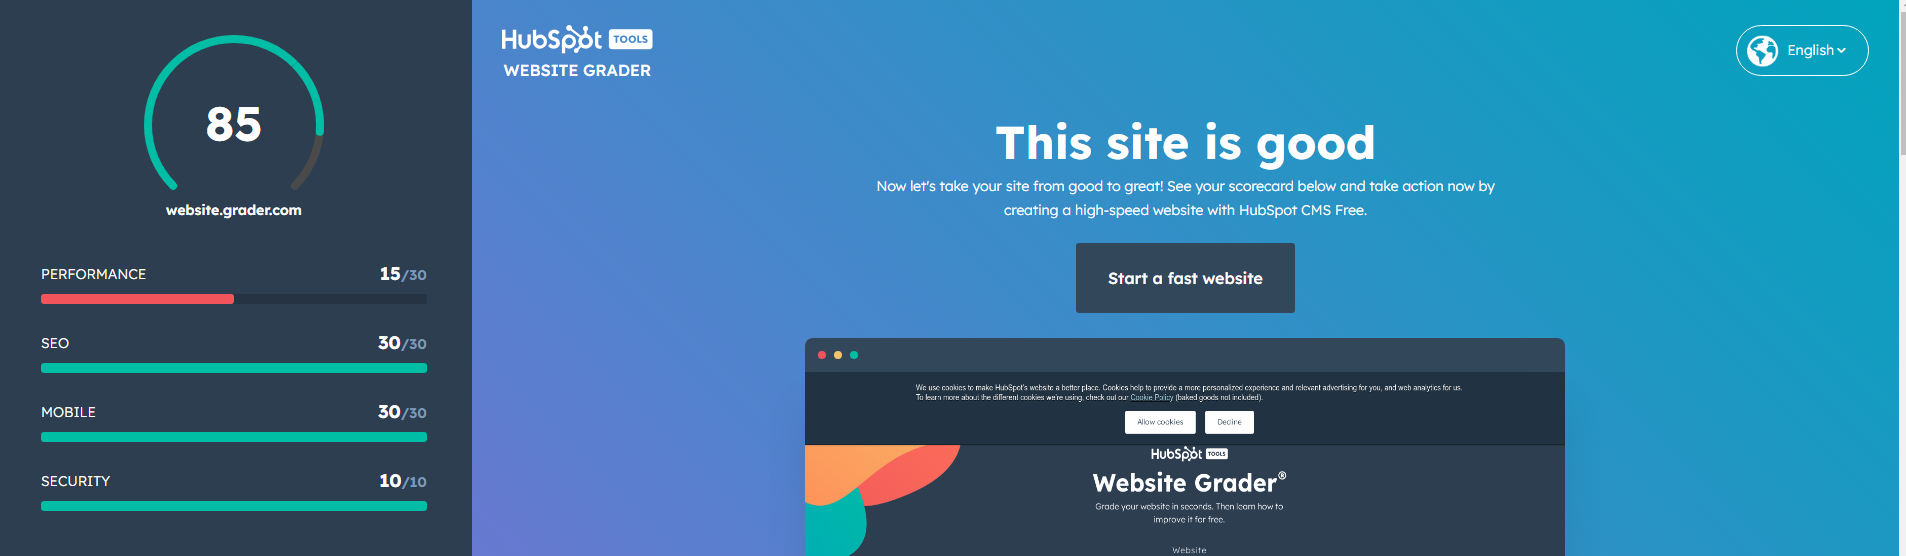 85
website.grader.com
PERFORMANCE 15/30
SEO 30/30
MOBILE 30/30
SECURITY 10/10
HubSpot TOOLS
WEBSITE GRADER
English
This site is good
Now let's take your site from good to great! See your scorecard below and take action now by
creating a high-speed website with HubSpot CMS Free.
Start a fast website
We use cookies to make HubSpot's website a better place. Cookies help to provide a more personalized experience and relevant advertising for you, and web analytics for us.
To learn more about the different cookies we're using, check out our Cookie Policy (baked goods not included).
Allow cookies Decline
HubSpot TOOLS
Website Grader®
Grade your website in seconds. Then learn how to
improve it for free.
Website